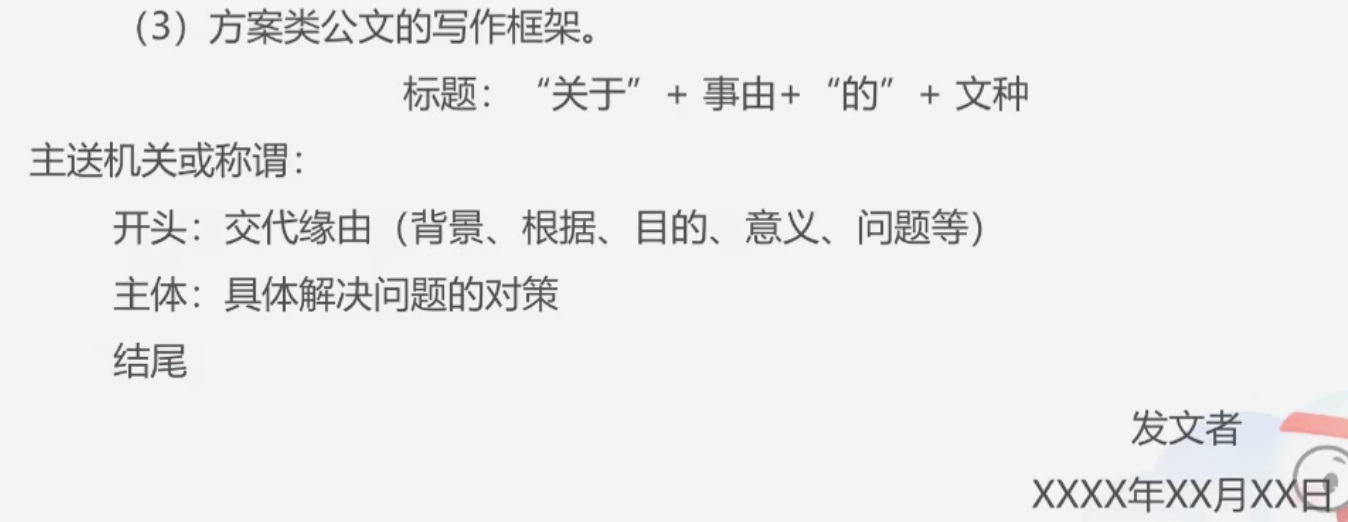 （3）方案类公文的写作框架。
标题：“关于”+ 事由+“的”+ 文种
主送机关或称谓：
开头：交代缘由（背景、根据、目的、意义、问题等）
主体：具体解决问题的对策
结尾
发文者
XXXX年XX月XX日